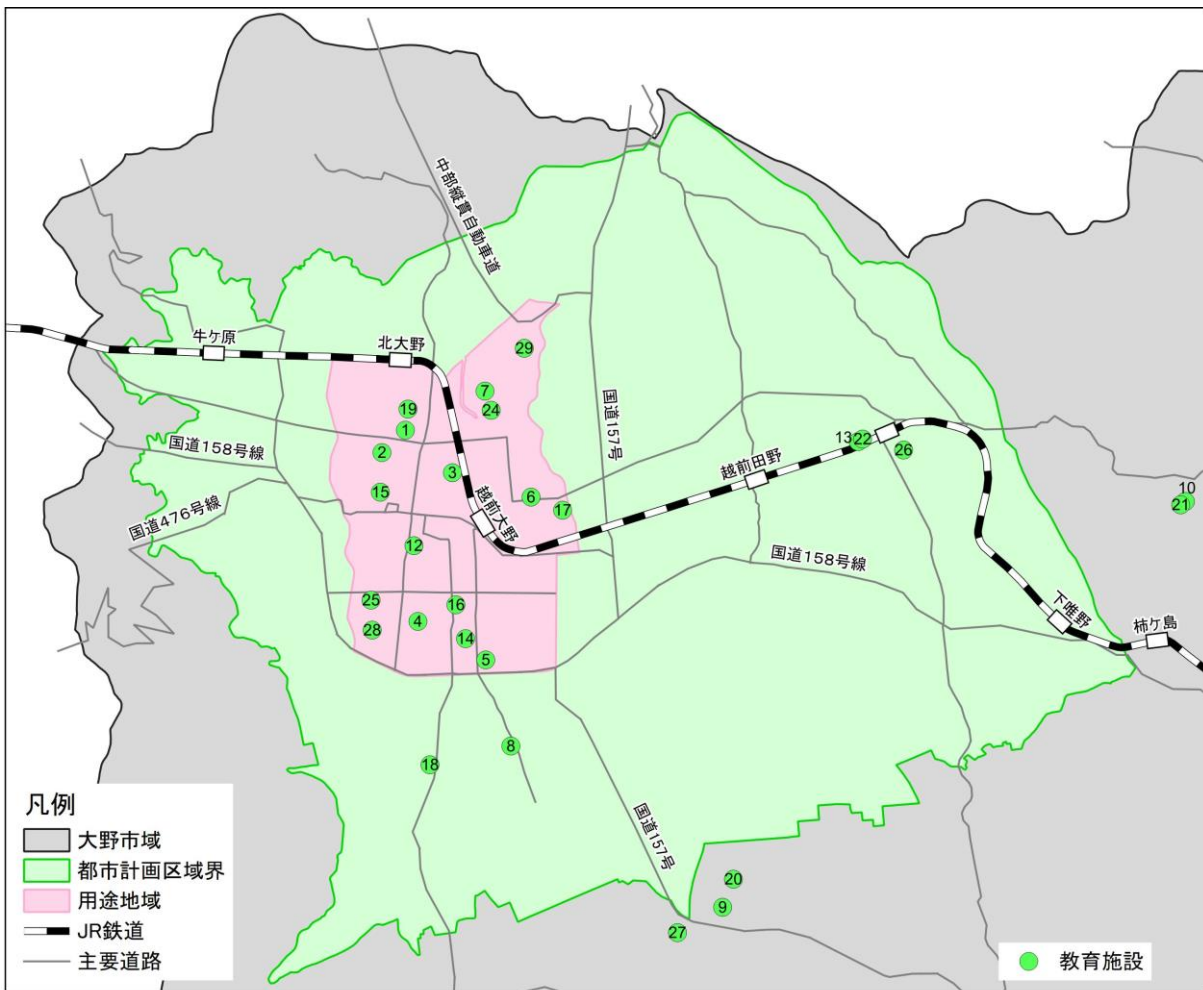 中部縦貫自動車道
牛ケ原
北大野
29
7
24
19
1
国道157号
国道158号線
2
3
13
22
26
越前田野
15
6
17
10
21
国道476号線
越前大野
12
国道158号線
25
16
4
28
14
5
下唯野
柿ケ島
8
18
国道157号
20
9
27
凡例
大野市域
都市計画区域界
用途地域
JR鉄道
主要道路
教育施設